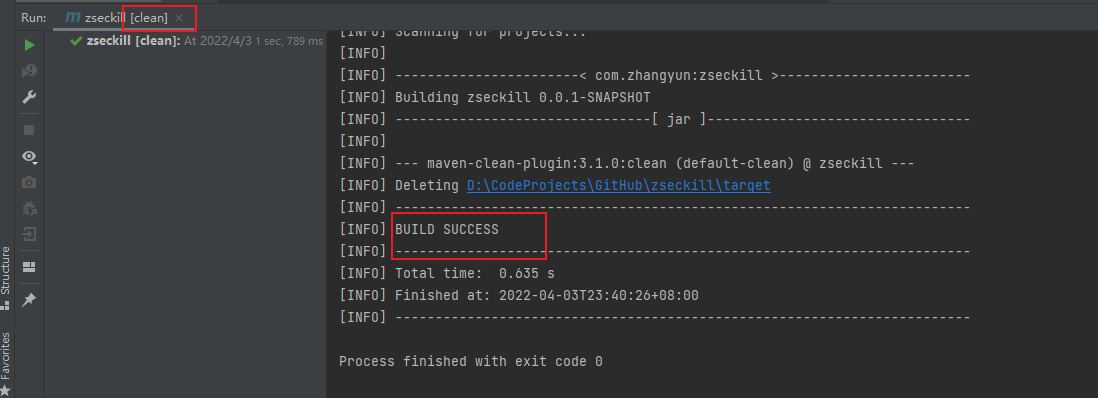 Run: m zseckill [clean] ×
zseckill [clean]: At 2022/4/3 1 sec, 789 ms
[INFO] Scanning for projects...
[INFO]
[INFO] -----------------------< com.zhangyun:zseckill >------------------------
[INFO] Building zseckill 0.0.1-SNAPSHOT
[INFO] --------------------------------[ jar ]---------------------------------
[INFO]
[INFO] --- maven-clean-plugin:3.1.0:clean (default-clean) @ zseckill ---
[INFO] Deleting D:\CodeProjects\GitHub\zseckill\target
[INFO] ------------------------------------------------------------------------
[INFO] BUILD SUCCESS
[INFO] ------------------------------------------------------------------------
[INFO] Total time:  0.635 s
[INFO] Finished at: 2022-04-03T23:40:26+08:00
[INFO] ------------------------------------------------------------------------
Process finished with exit code 0
Structure
Favorites